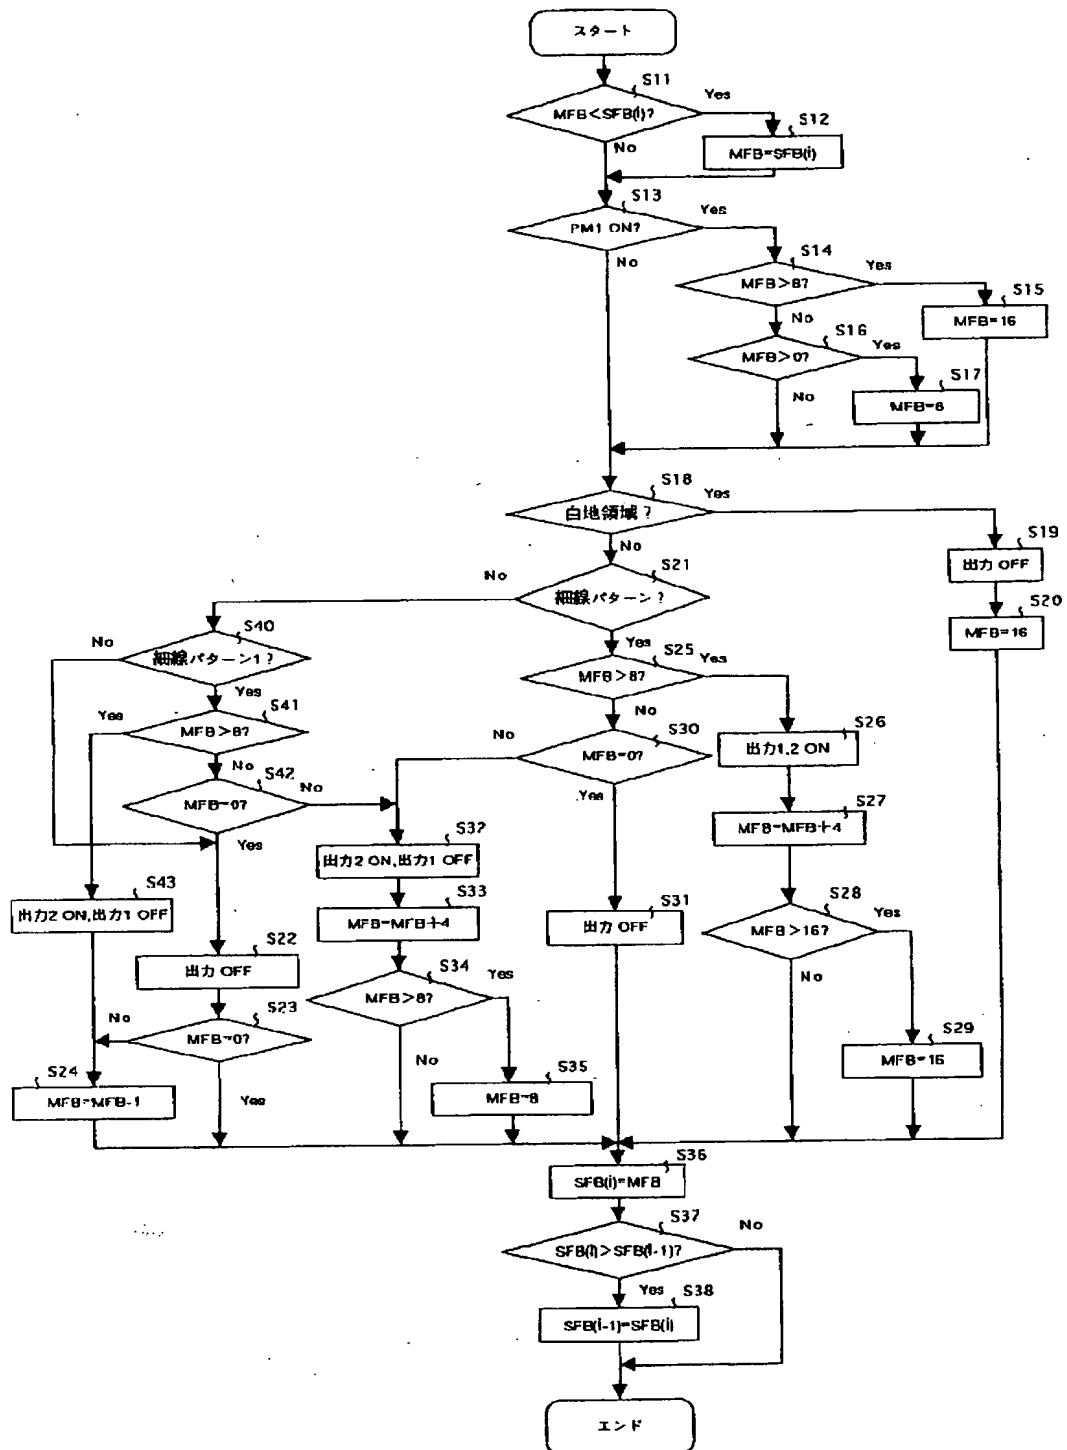 スタート
S11
MFB<SFB(i)?
Yes
No
S12
MFB=SFB(i)
S13
PM1 ON?
Yes
No
S14
MFB>8?
Yes
No
S15
MFB=16
S16
MFB>0?
Yes
No
S17
MFB=8
S18
白地領域?
Yes
No
S19
出力 OFF
S20
MFB=16
S21
細線パターン?
No
Yes
S40
細線パターン1?
No
Yes
S25
MFB>8?
Yes
No
S41
MFB>8?
Yes
No
S26
出力1,2 ON
S30
MFB=0?
No
Yes
S42
MFB=0?
No
Yes
S27
MFB=MFB+4
S32
出力2 ON,出力1 OFF
S43
出力2 ON,出力1 OFF
S33
MFB=MFB+4
S31
出力 OFF
S28
MFB>16?
Yes
No
S22
出力 OFF
S34
MFB>8?
Yes
No
S23
MFB=0?
No
Yes
S29
MFB=16
S24
MFB=MFB-1
S35
MFB=8
S36
SFB(i)=MFB
S37
SFB(i)>SFB(i-1)?
No
Yes
S38
SFB(i-1)=SFB(i)
エンド